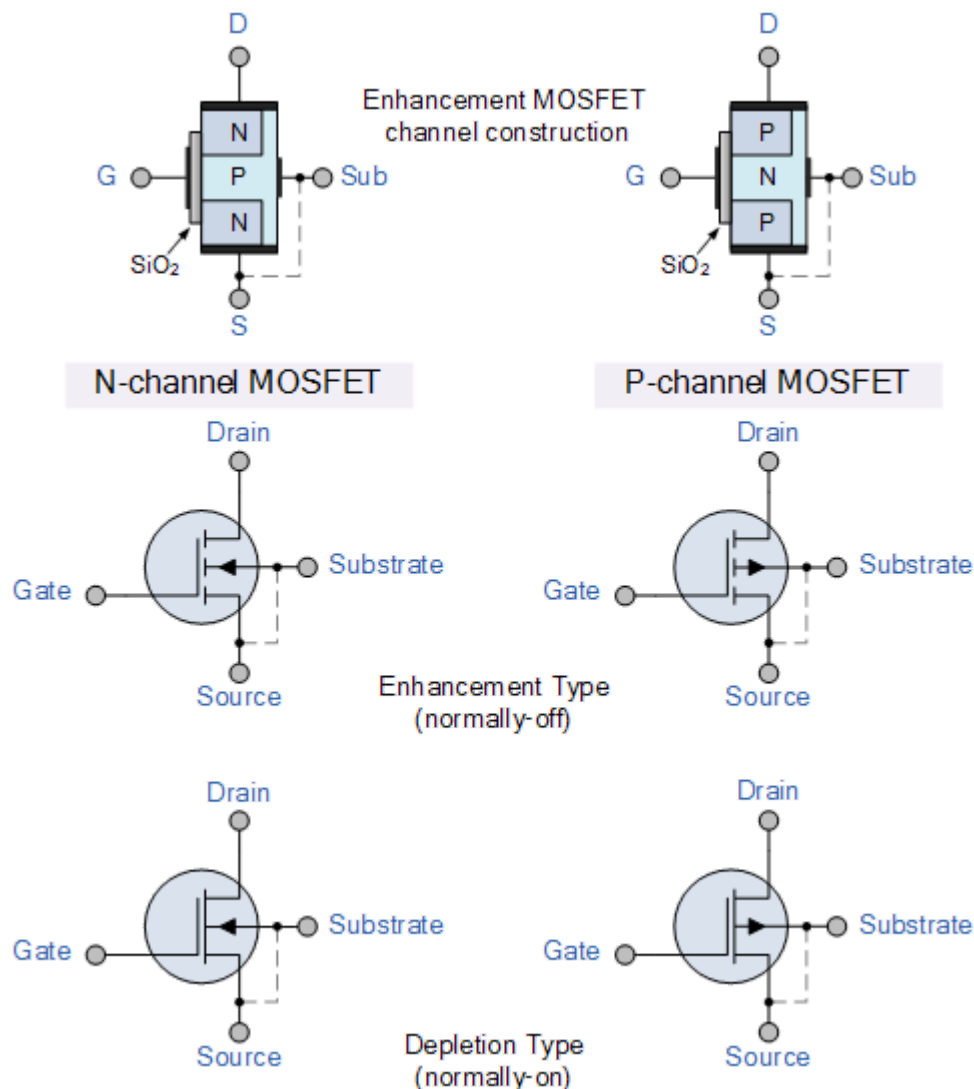 D
D
Enhancement MOSFET
channel construction
N
P
G
P
Sub
G
N
Sub
N
P
SiO₂
SiO₂
S
S
N-channel MOSFET
P-channel MOSFET
Drain
Drain
Substrate
Substrate
Gate
Gate
Source
Source
Enhancement Type
(normally-off)
Drain
Drain
Substrate
Substrate
Gate
Gate
Source
Source
Depletion Type
(normally-on)